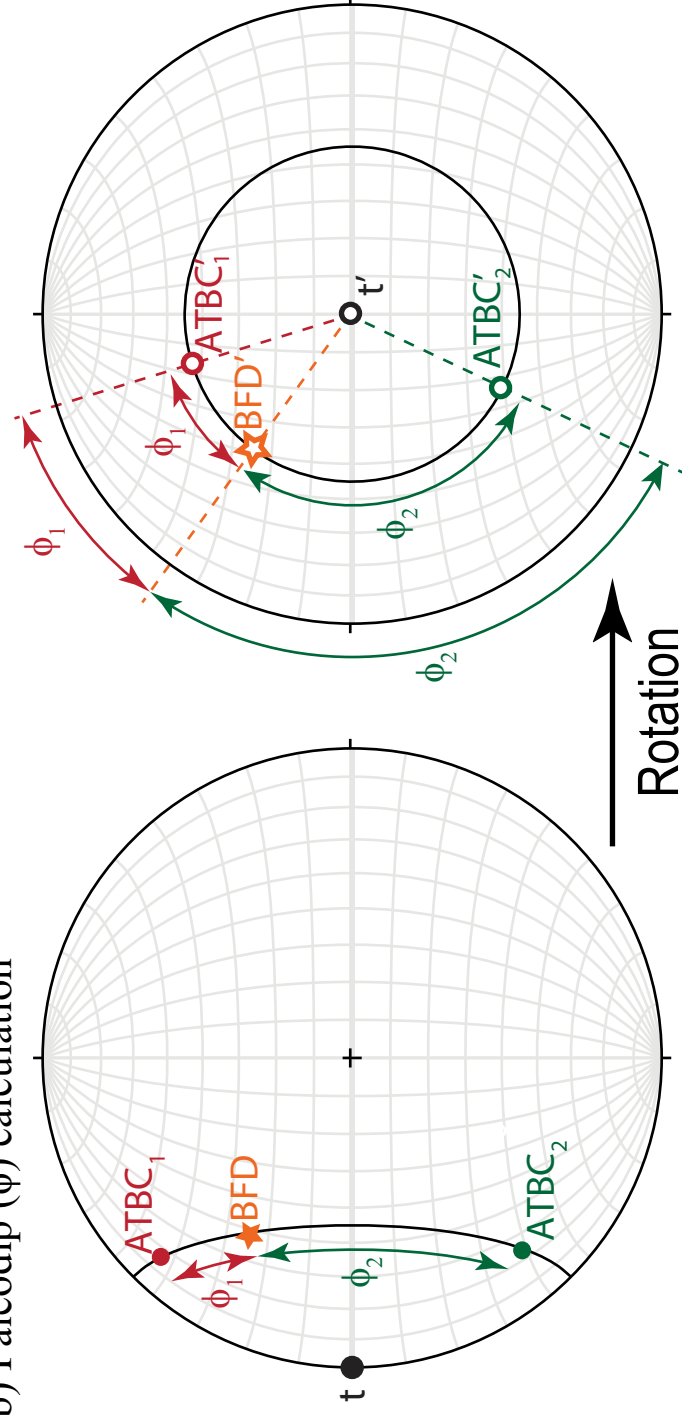 b) Paleodip (φ) calculation
ATBC₁
φ₁
BFD
t
φ₂
ATBC₂
Rotation
φ₁
φ₁
ATBC′₁
BFD′
t′
φ₂
φ₂
ATBC′₂